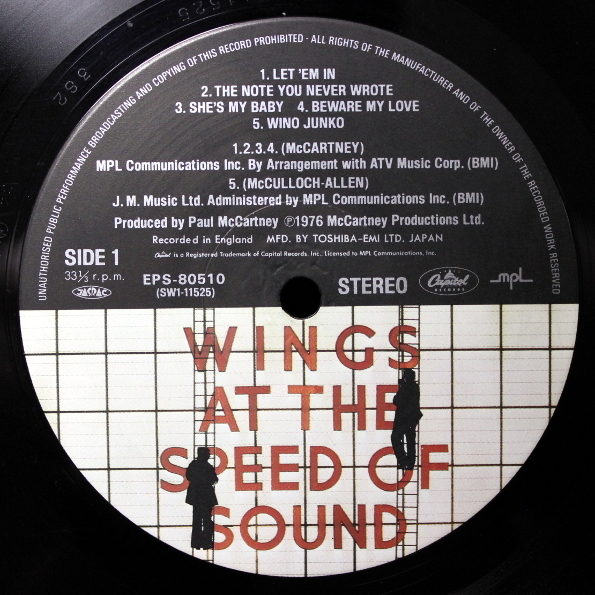 UNAUTHORISED PUBLIC PERFORMANCE BROADCASTING AND COPYING OF THIS RECORD PROHIBITED · ALL RIGHTS OF THE MANUFACTURER AND OF THE OWNER OF THE RECORDED WORK RESERVED
1. LET 'EM IN
2. THE NOTE YOU NEVER WROTE
3. SHE'S MY BABY 4. BEWARE MY LOVE
5. WINO JUNKO
1.2.3.4. (McCARTNEY)
MPL Communications Inc. By Arrangement with ATV Music Corp. (BMI)
5. (McCULLOCH-ALLEN)
J. M. Music Ltd. Administered by MPL Communications Inc. (BMI)
Produced by Paul McCartney ℗1976 McCartney Productions Ltd.
Recorded in England MFD. BY TOSHIBA-EMI LTD. JAPAN
Capitol is a Registered Trademark of Capitol Records, Inc. Licensed to MPL Communications, Inc.
SIDE 1
33⅓ r.p.m.
JASRAC
EPS-80510
(SW1-11525)
STEREO
Capitol
RECORDS
mpl
WINGS
AT THE
SPEED OF
SOUND